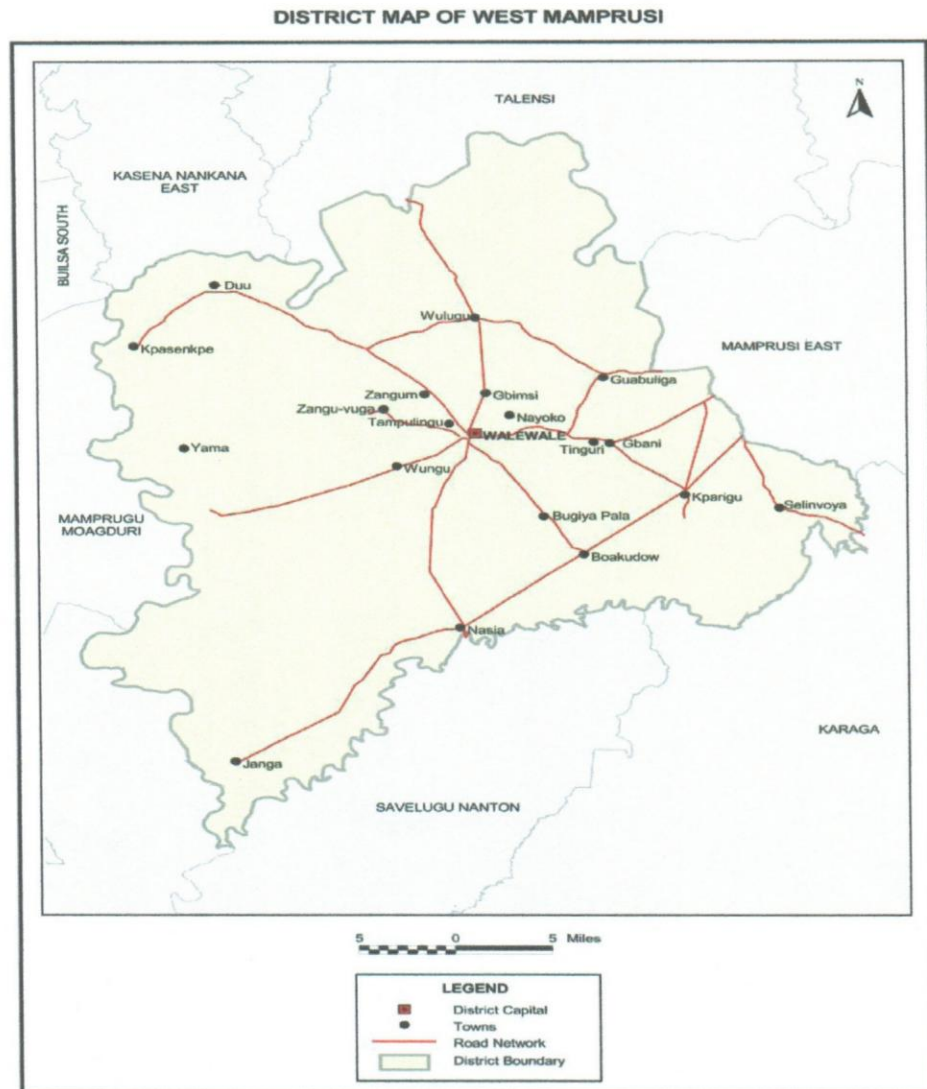 DISTRICT MAP OF WEST MAMPRUSI
TALENSI
N
KASENA NANKANA
EAST
BUILSA SOUTH
Duu
Wulugu
Kpasenkpe
MAMPRUSI EAST
Guabuliga
Zangum
Gbimsi
Zangu-vuga
Nayoko
Tampulingu
WALEWALE
Yama
Tinguri
Gbani
Wungu
Kparigu
MAMPRUGU
MOAGDURI
Bugiya Pala
Selinvoya
Boakudow
Nasia
KARAGA
Janga
SAVELUGU NANTON
5 0 5 Miles
LEGEND
District Capital
Towns
Road Network
District Boundary